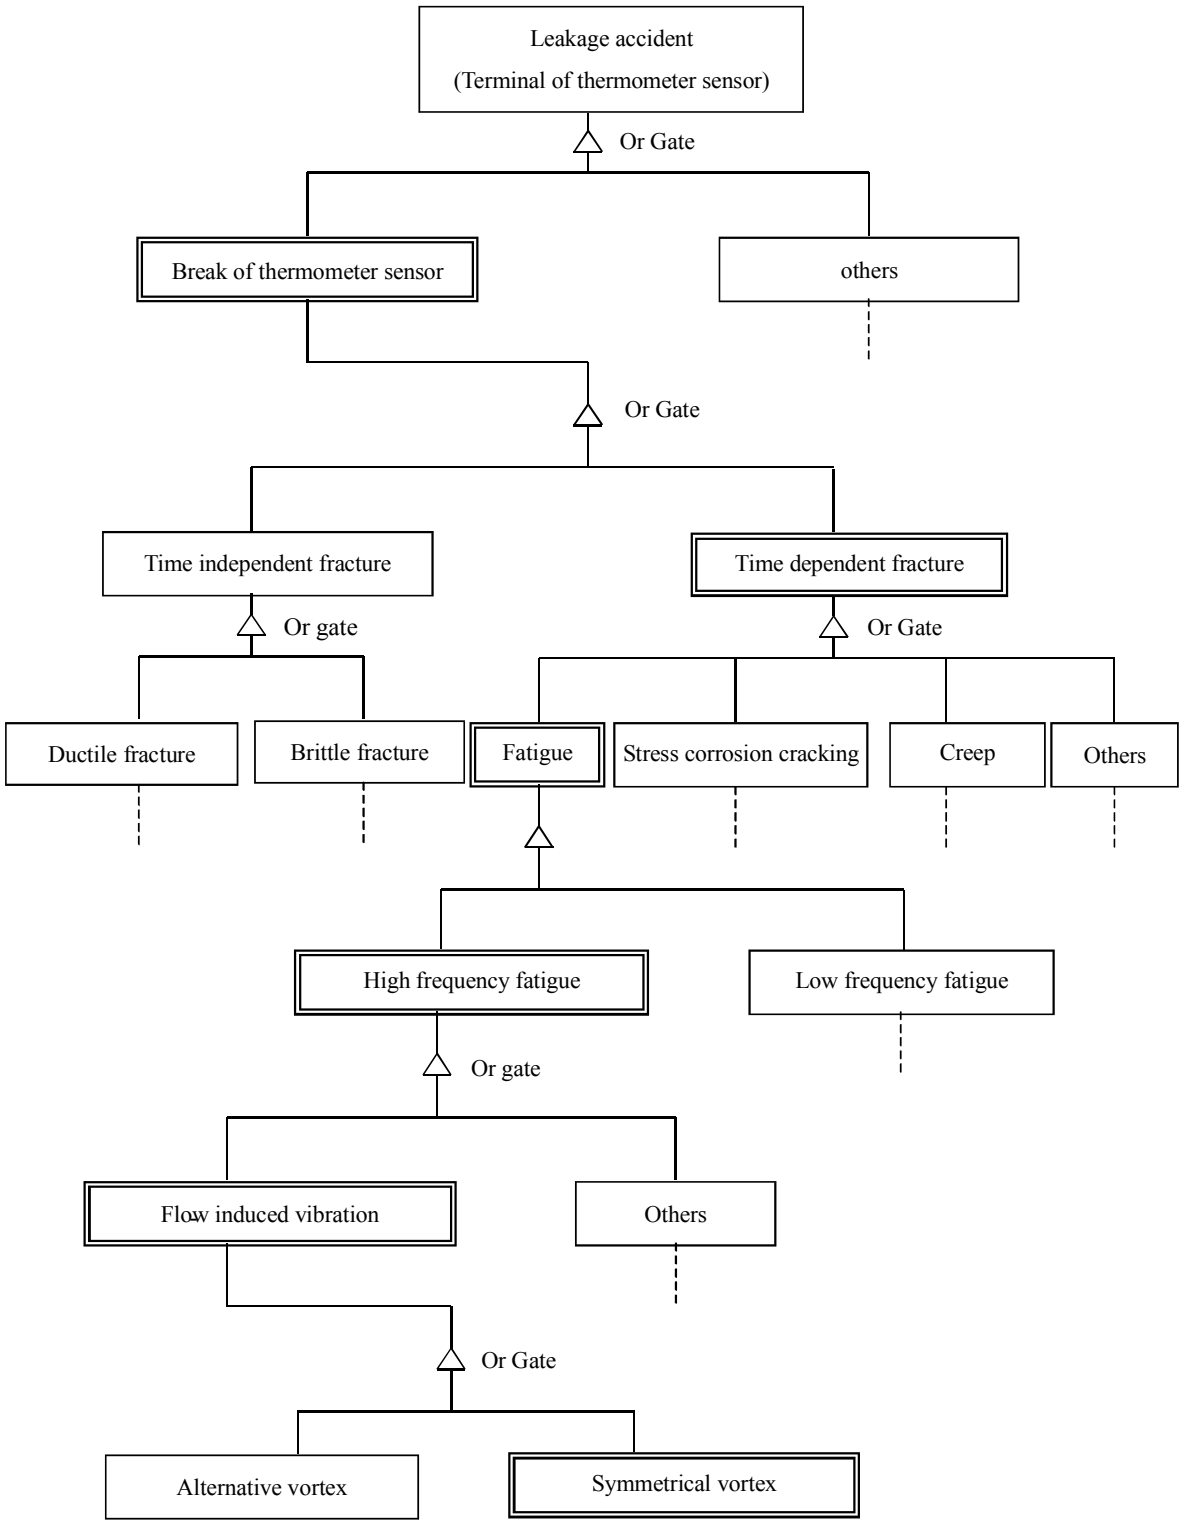 Leakage accident
(Terminal of thermometer sensor)
Or Gate
Break of thermometer sensor
others
Or Gate
Time independent fracture
Time dependent fracture
Or gate
Or Gate
Ductile fracture
Brittle fracture
Fatigue
Stress corrosion cracking
Creep
Others
High frequency fatigue
Low frequency fatigue
Or gate
Flow induced vibration
Others
Or Gate
Alternative vortex
Symmetrical vortex